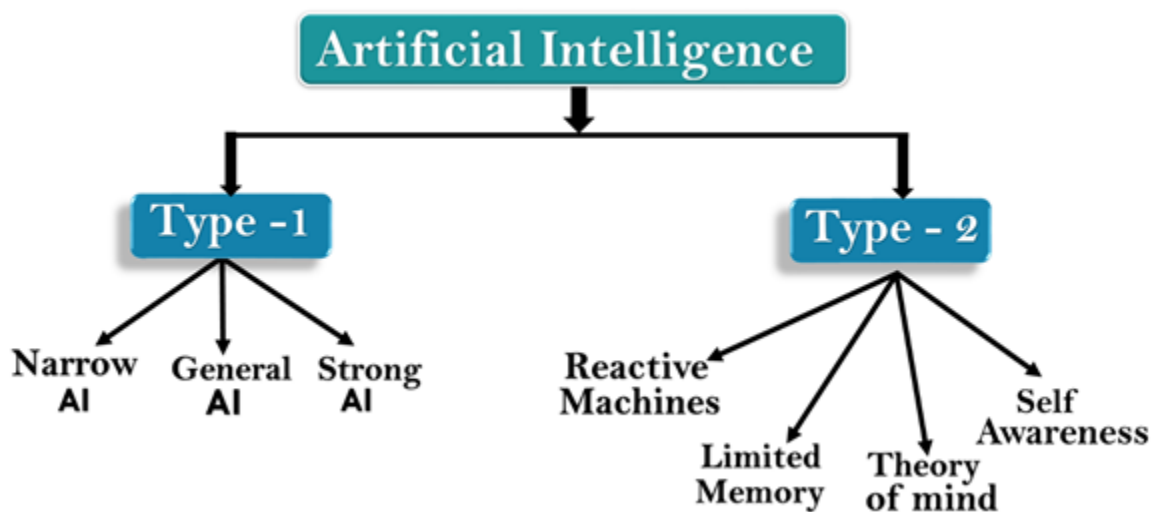 Artificial Intelligence
Type -1
Type - 2
Narrow
AI
General
AI
Strong
AI
Reactive
Machines
Limited
Memory
Theory
of mind
Self
Awareness